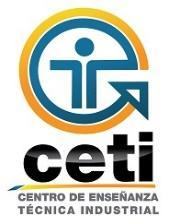 ceti
CENTRO DE ENSEÑANZA
TÉCNICA INDUSTRIAL